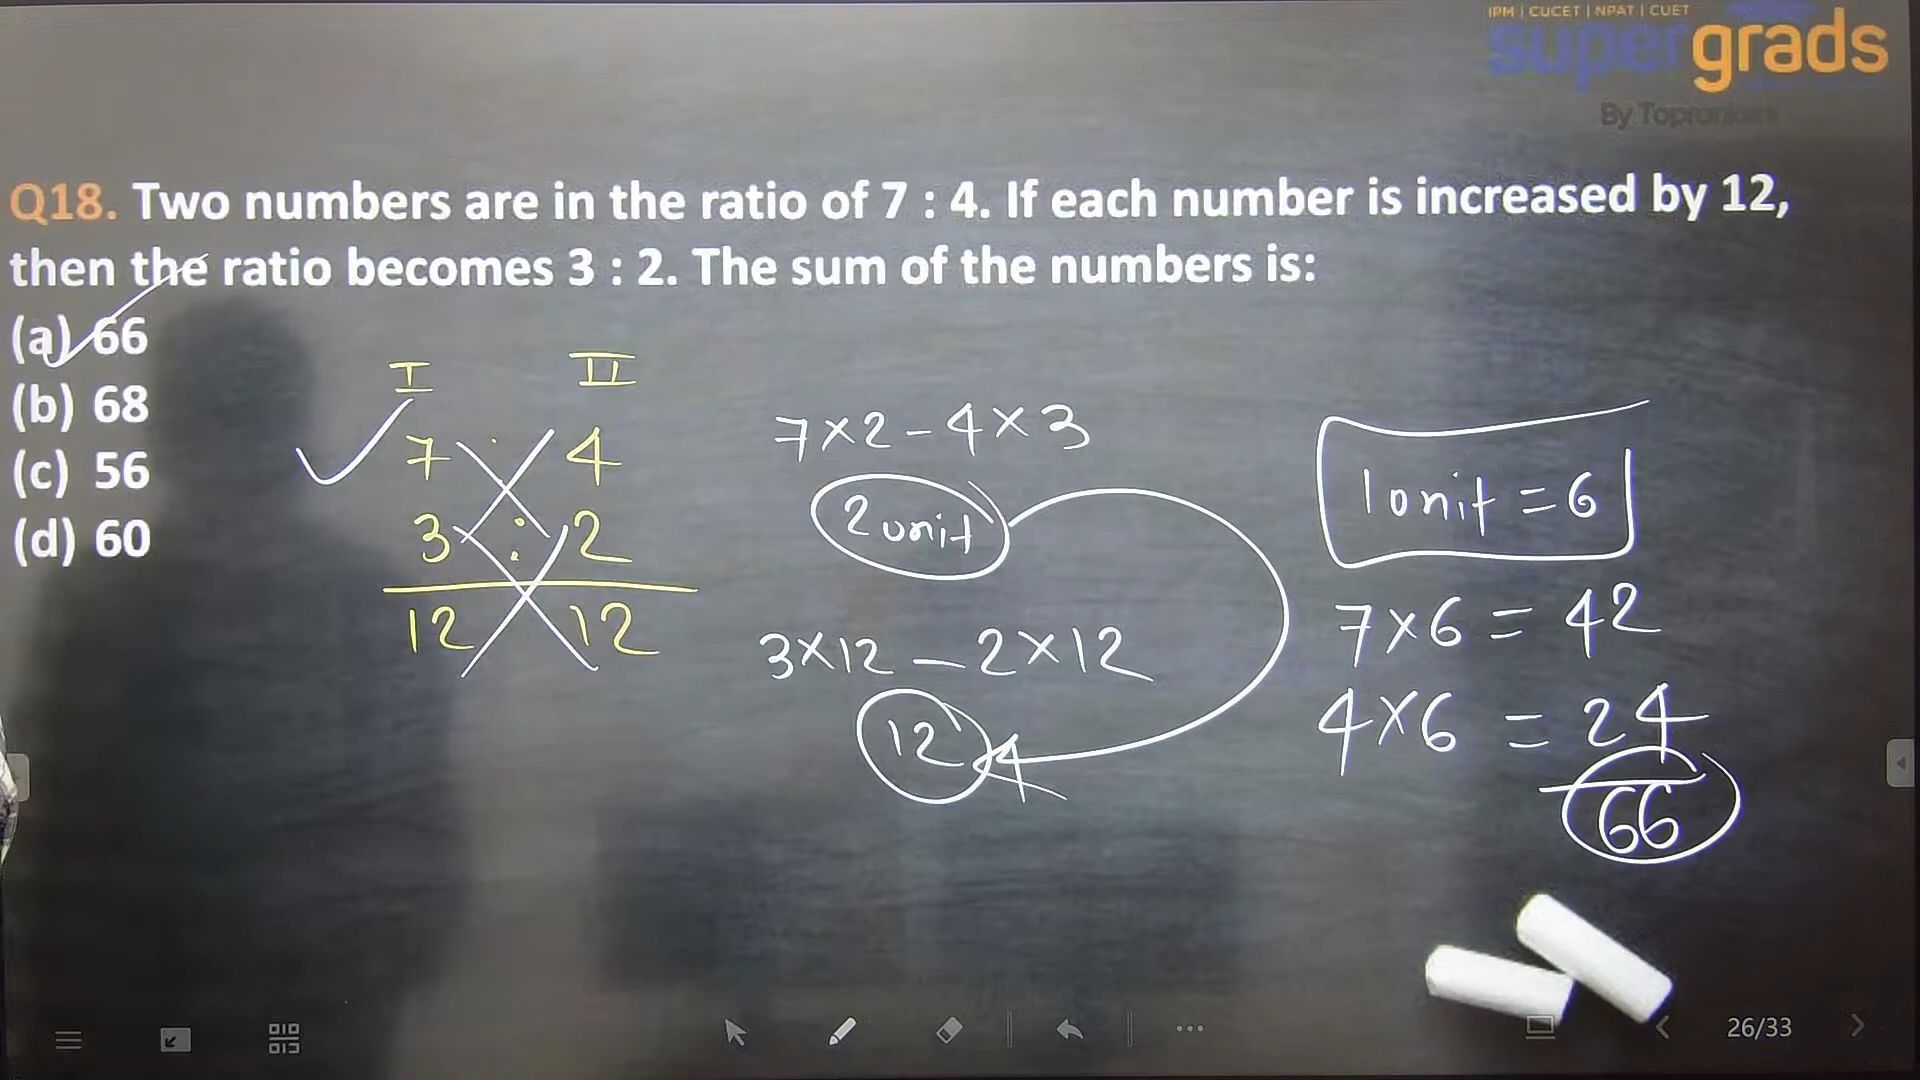 IPM | CUCET | NPAT | CUET
supergrads
By Toprankers
Q18. Two numbers are in the ratio of 7 : 4. If each number is increased by 12,
then the ratio becomes 3 : 2. The sum of the numbers is:
(a) 66
(b) 68
(c) 56
(d) 60
I II
7 : 4
3 : 2
12 12
7×2-4×3
2 unit
3×12-2×12
12
1 unit = 6
7×6 = 42
4×6 = 24
66
26/33